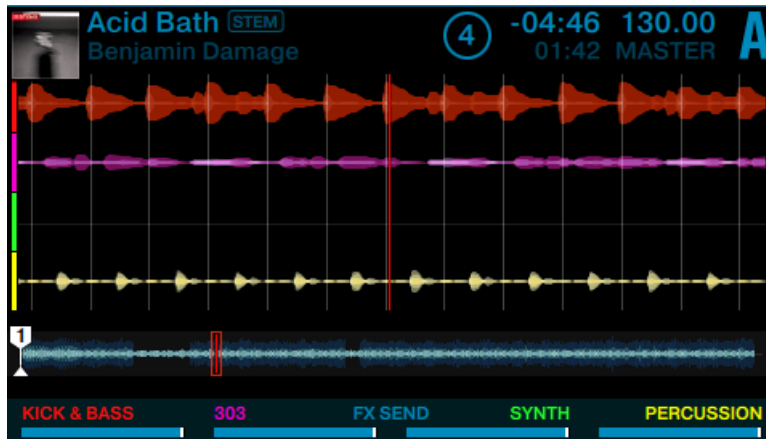 Acid Bath STEM 4 -04:46 130.00 A
Benjamin Damage 01:42 MASTER
1
KICK & BASS 303 FX SEND SYNTH PERCUSSION